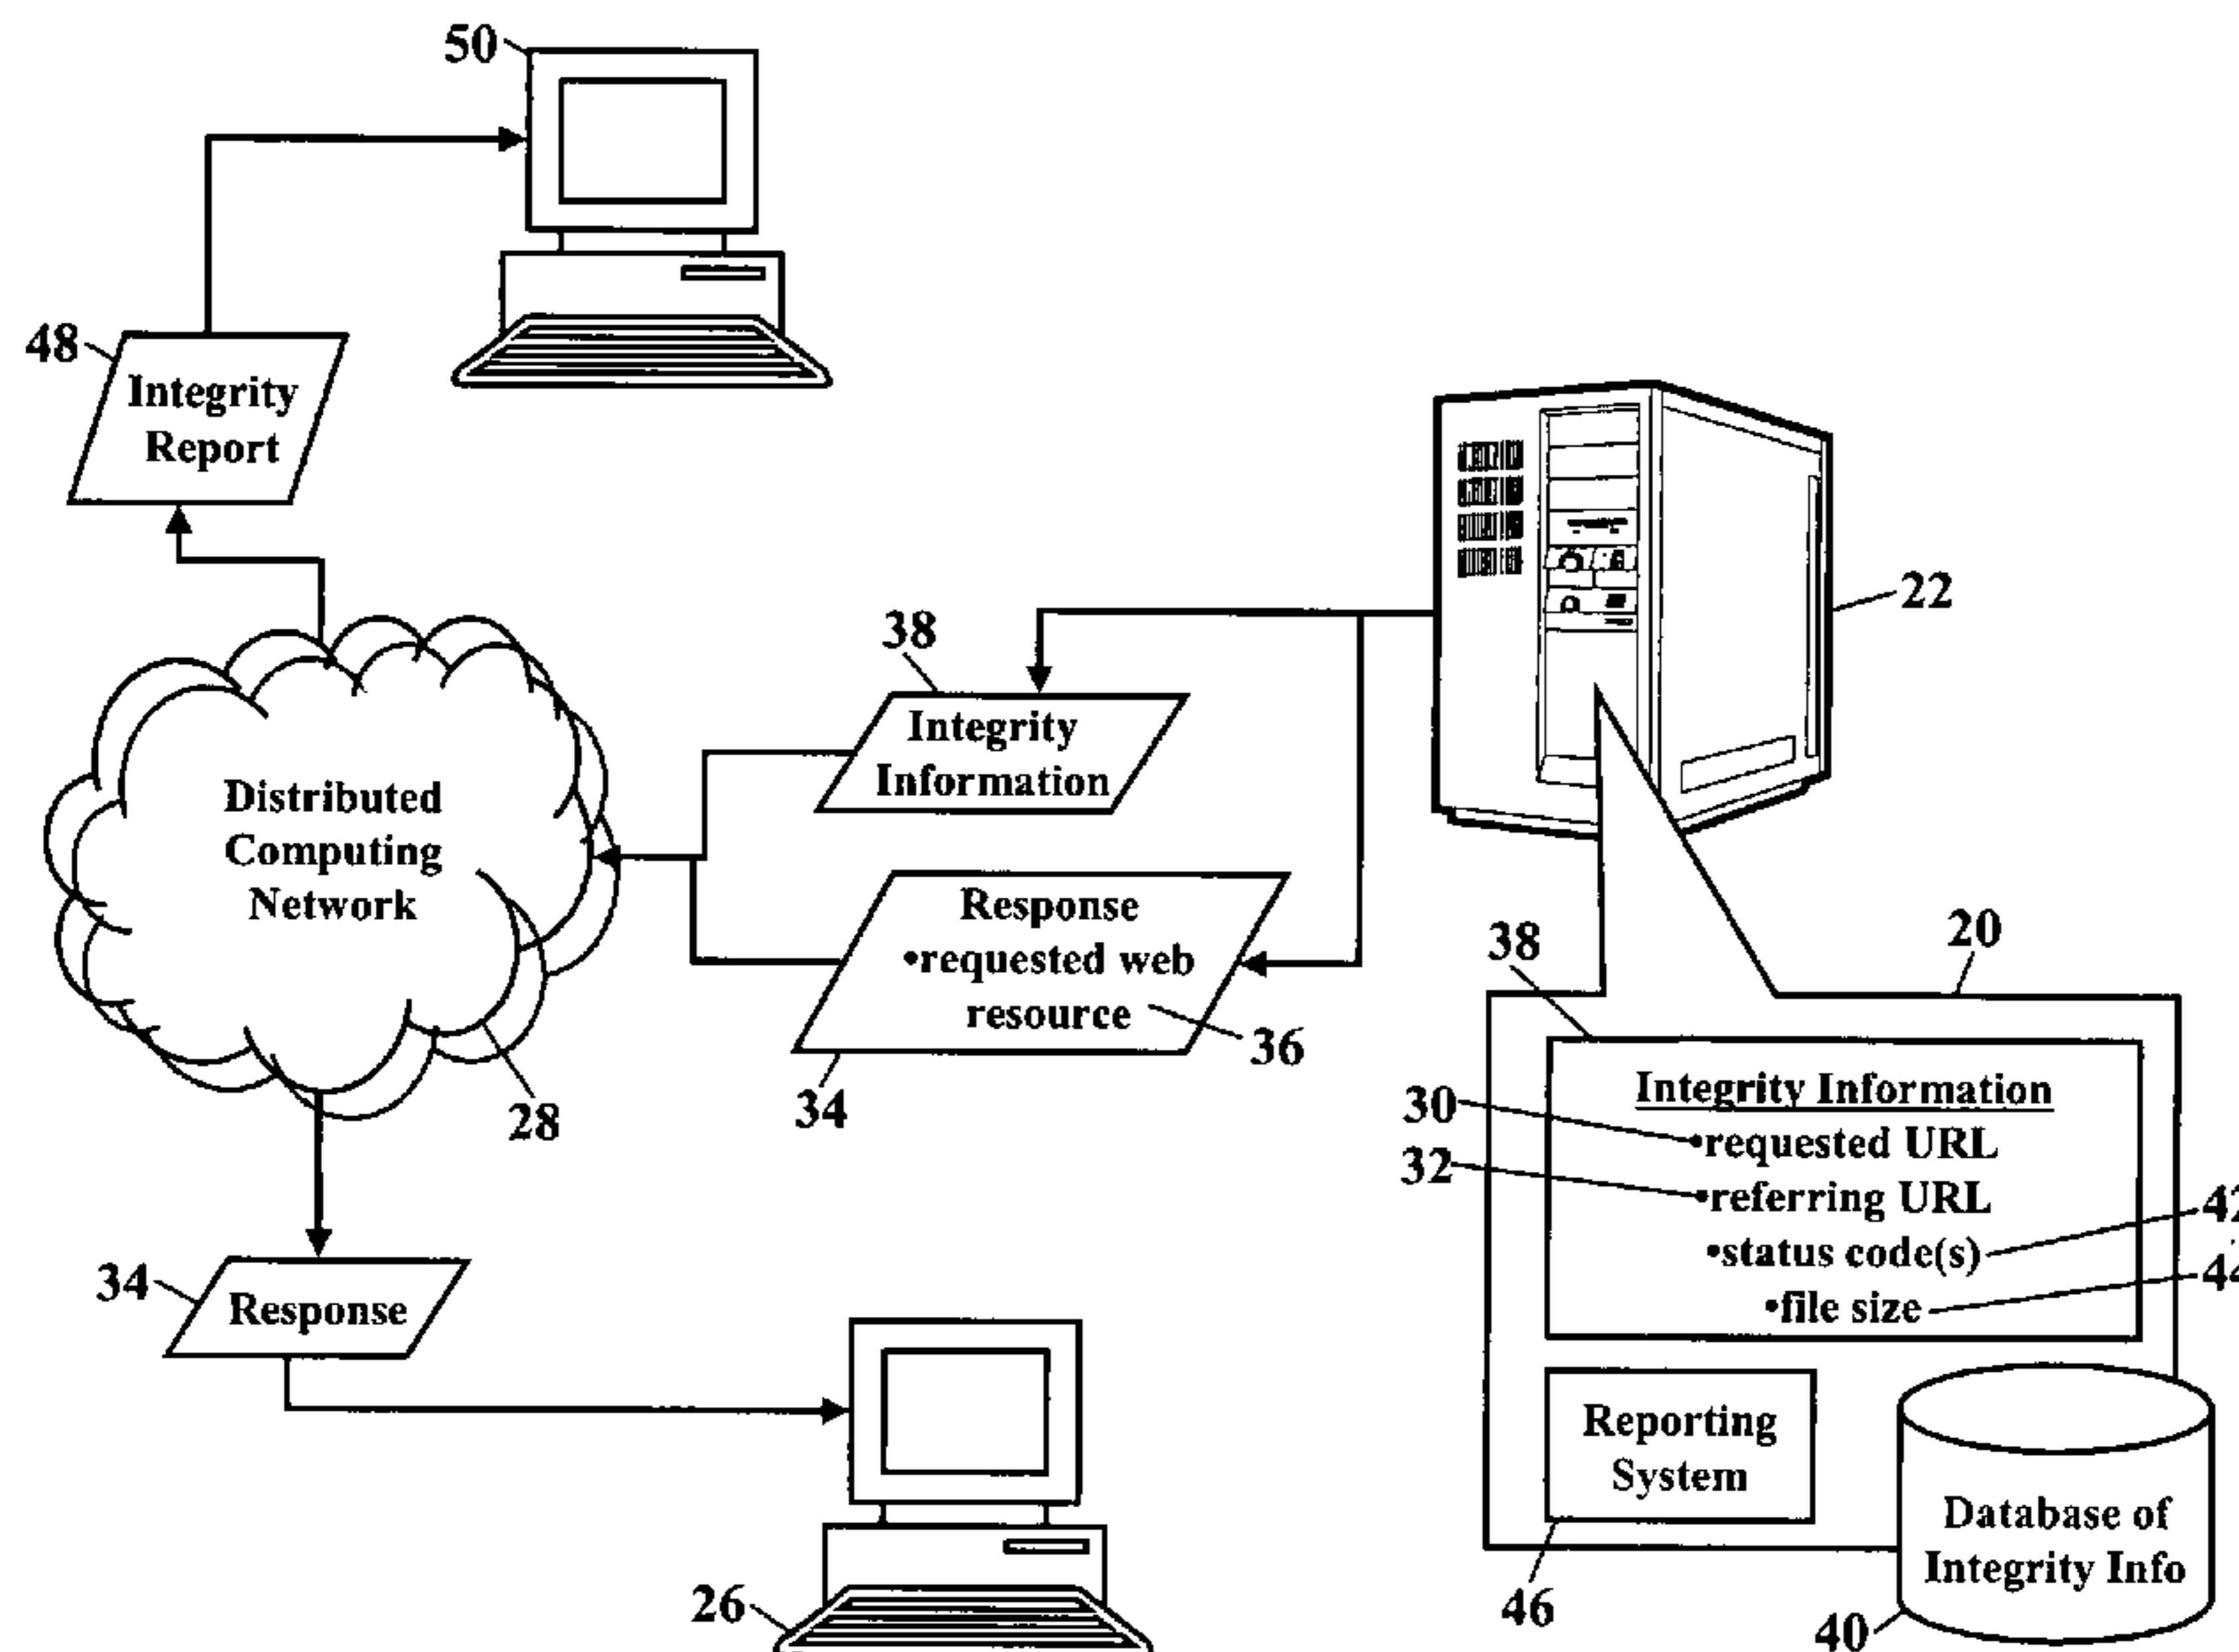 50
48
Integrity
Report
22
38
Integrity
Information
Distributed
Computing
Network
Response
•requested web
resource
36
34
28
20
38
Integrity Information
30
•requested URL
32
•referring URL
42
•status code(s)
44
•file size
34
Response
Reporting
System
46
Database of
Integrity Info
40
26